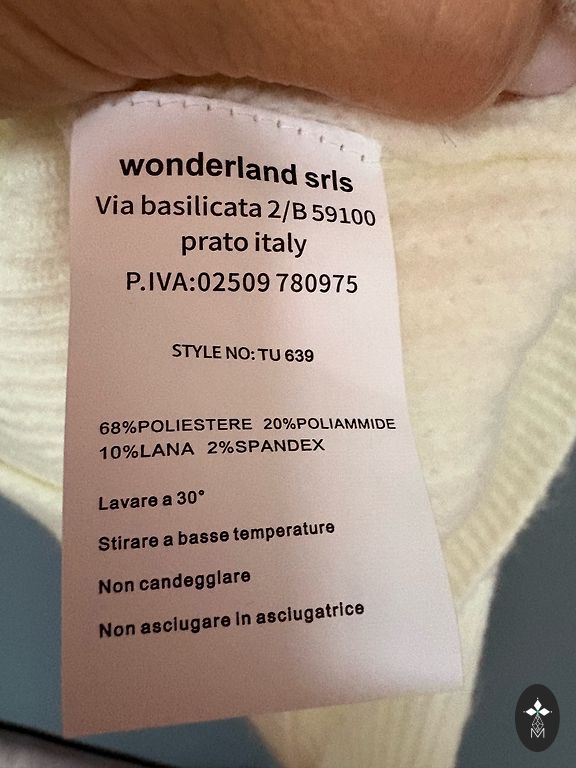 wonderland srls
Via basilicata 2/B 59100
prato italy
P.IVA:02509 780975
STYLE NO: TU 639
68%POLIESTERE 20%POLIAMMIDE
10%LANA 2%SPANDEX
Lavare a 30°
Stirare a basse temperature
Non candegglare
Non asciugare in asciugatrice
M